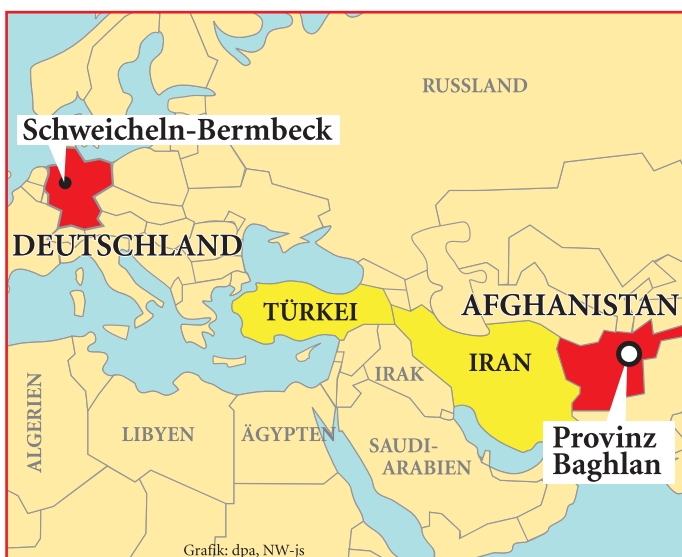 RUSSLAND
Schweicheln-Bermbeck
DEUTSCHLAND
AFGHANISTAN
TÜRKEI
IRAN
IRAK
ALGERIEN
LIBYEN
ÄGYPTEN
SAUDI-
ARABIEN
Provinz
Baghlan
Grafik: dpa, NW-js